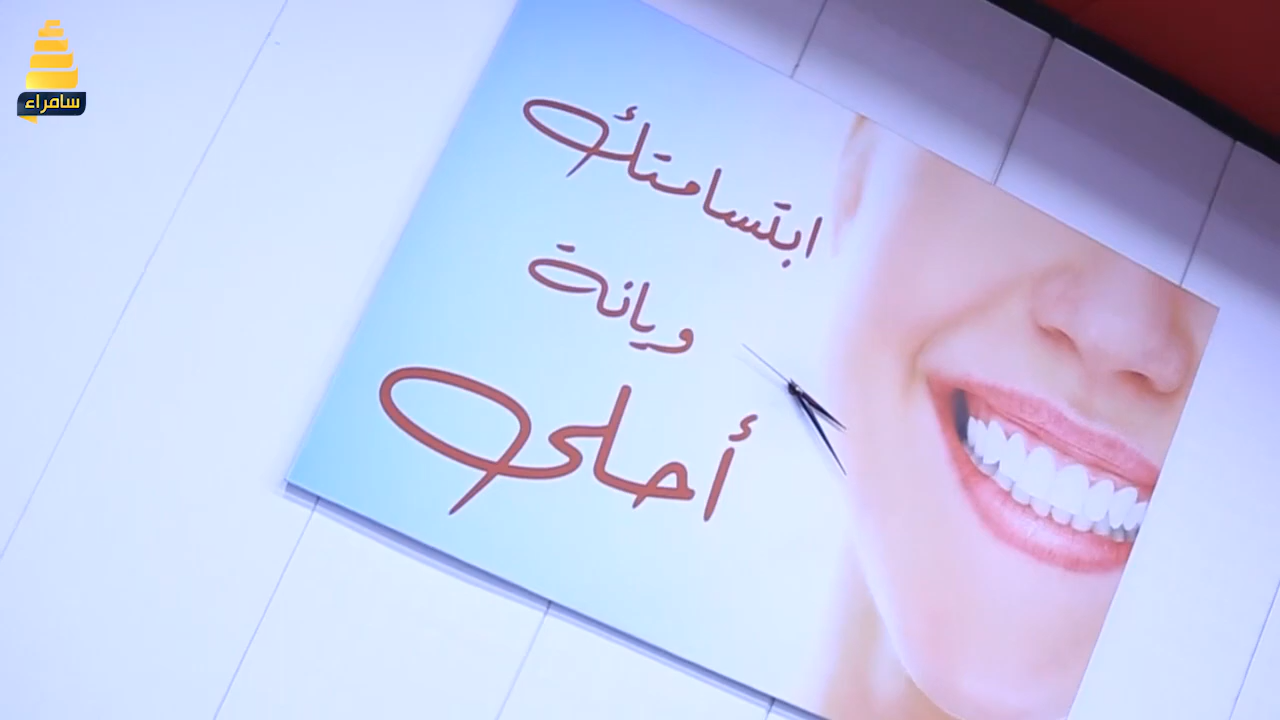 سامراء
ابتسامتك
ويانة
أحلى